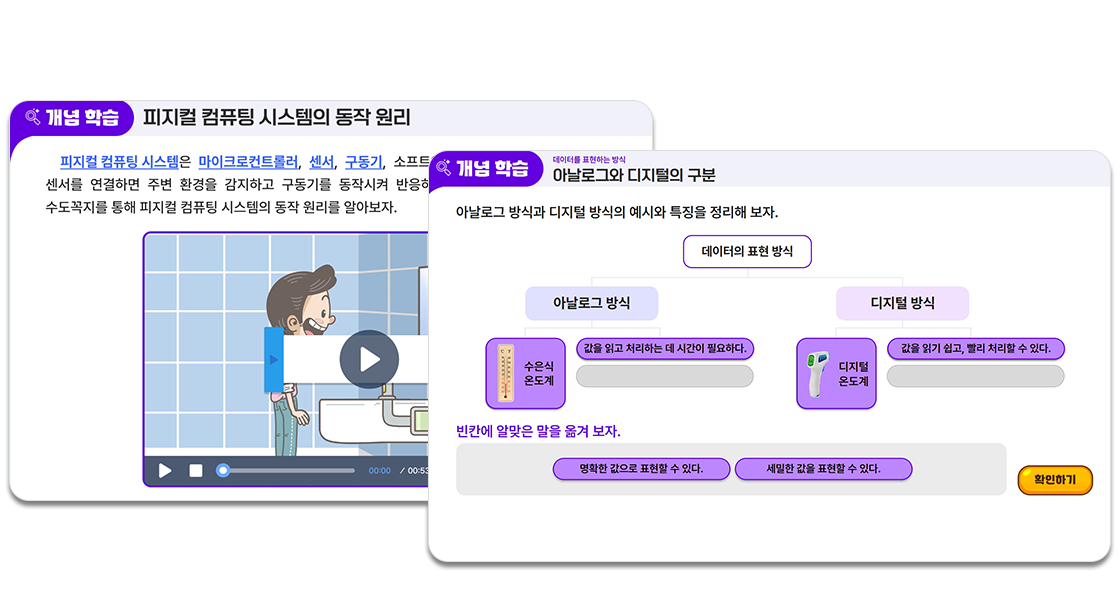 개념 학습
피지컬 컴퓨팅 시스템의 동작 원리
피지컬 컴퓨팅 시스템은 마이크로컨트롤러, 센서, 구동기, 소프트
센서를 연결하면 주변 환경을 감지하고 구동기를 동작시켜 반응하
수도꼭지를 통해 피지컬 컴퓨팅 시스템의 동작 원리를 알아보자.
00:00 / 00:53
개념 학습
데이터를 표현하는 방식
아날로그와 디지털의 구분
아날로그 방식과 디지털 방식의 예시와 특징을 정리해 보자.
데이터의 표현 방식
아날로그 방식
디지털 방식
수은식
온도계
값을 읽고 처리하는 데 시간이 필요하다.
디지털
온도계
값을 읽기 쉽고, 빨리 처리할 수 있다.
빈칸에 알맞은 말을 옮겨 보자.
명확한 값으로 표현할 수 있다.
세밀한 값을 표현할 수 있다.
확인하기